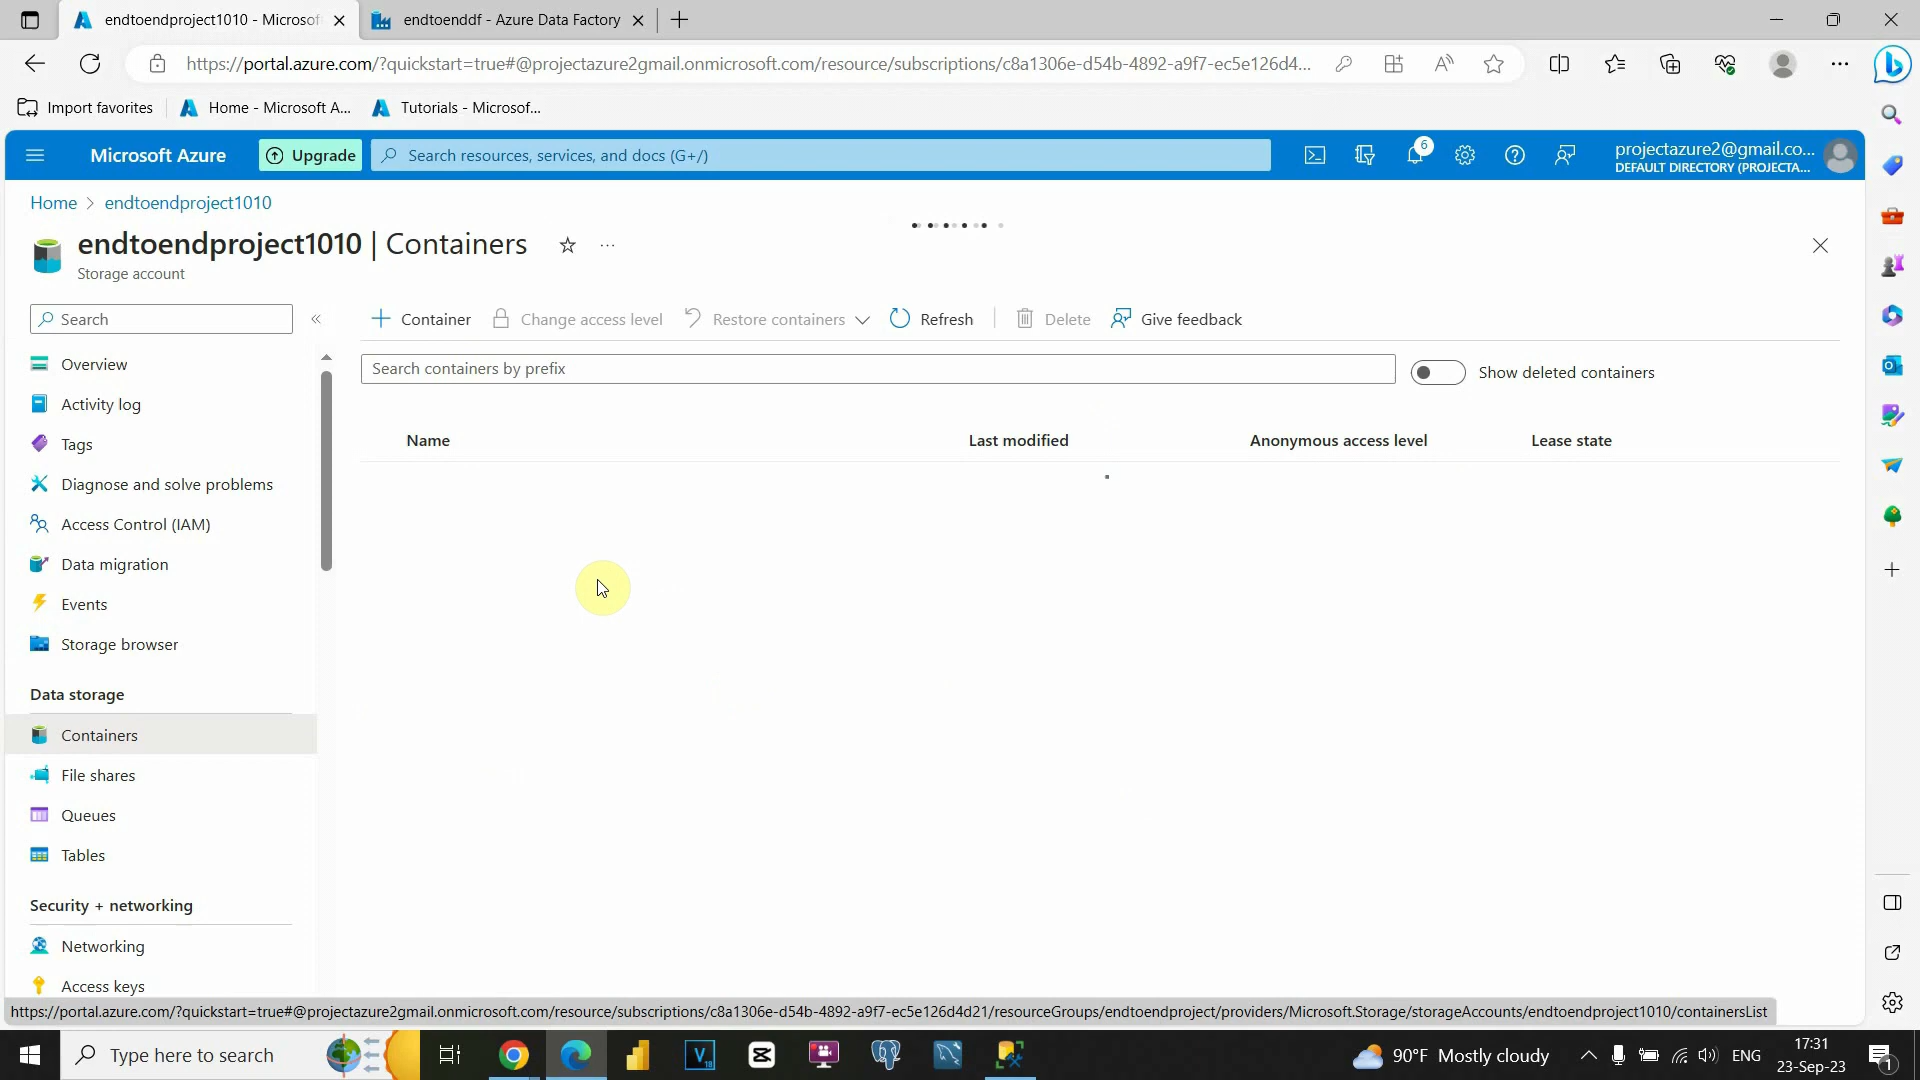 endtoendproject1010 - Microsof
endtoenddf - Azure Data Factory
https://portal.azure.com/?quickstart=true#@projectazure2gmail.onmicrosoft.com/resource/subscriptions/c8a1306e-d54b-4892-a9f7-ec5e126d4...
Import favorites
Home - Microsoft A...
Tutorials - Microsof...
Microsoft Azure
Upgrade
Search resources, services, and docs (G+/)
6
projectazure2@gmail.co...
DEFAULT DIRECTORY (PROJECTA...
Home > endtoendproject1010
endtoendproject1010 | Containers
...
Storage account
Search
«
+ Container
Change access level
Restore containers
Refresh
Delete
Give feedback
Search containers by prefix
Show deleted containers
Name
Last modified
Anonymous access level
Lease state
Overview
Activity log
Tags
Diagnose and solve problems
Access Control (IAM)
Data migration
Events
Storage browser
Data storage
Containers
File shares
Queues
Tables
Security + networking
Networking
Access keys
https://portal.azure.com/?quickstart=true#@projectazure2gmail.onmicrosoft.com/resource/subscriptions/c8a1306e-d54b-4892-a9f7-ec5e126d4d21/resourceGroups/endtoendproject/providers/Microsoft.Storage/storageAccounts/endtoendproject1010/containersList
Type here to search
90°F Mostly cloudy
ENG
17:31
23-Sep-23
1